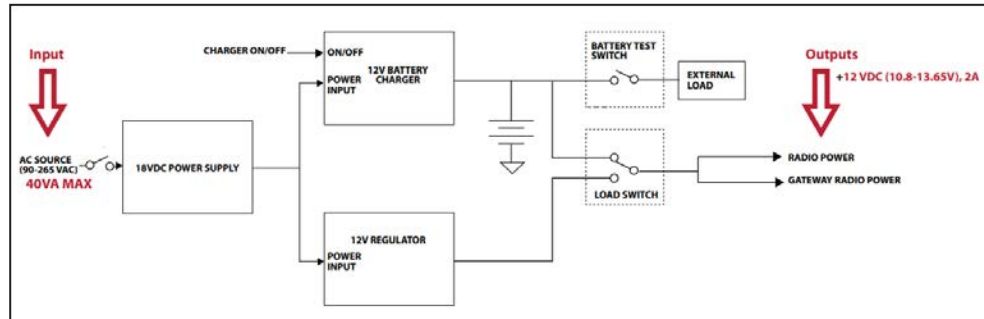 Input
CHARGER ON/OFF
ON/OFF
12V BATTERY
CHARGER
POWER
INPUT
BATTERY TEST
SWITCH
EXTERNAL
LOAD
Outputs
+12 VDC (10.8-13.65V), 2A
AC SOURCE
(90-265 VAC)
40VA MAX
18VDC POWER SUPPLY
RADIO POWER
GATEWAY RADIO POWER
LOAD SWITCH
12V REGULATOR
POWER
INPUT